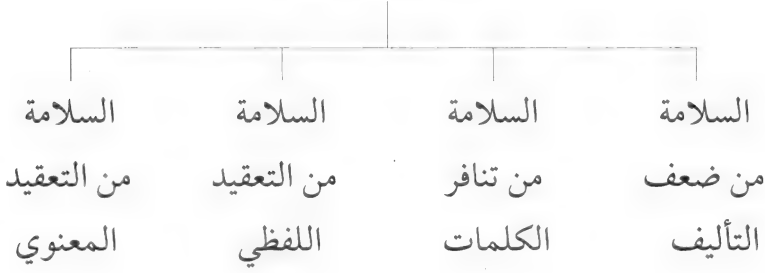 السلامة السلامة السلامة السلامة
من ضعف من تنافر من التعقيد من التعقيد
التأليف الكلمات اللفظي المعنوي